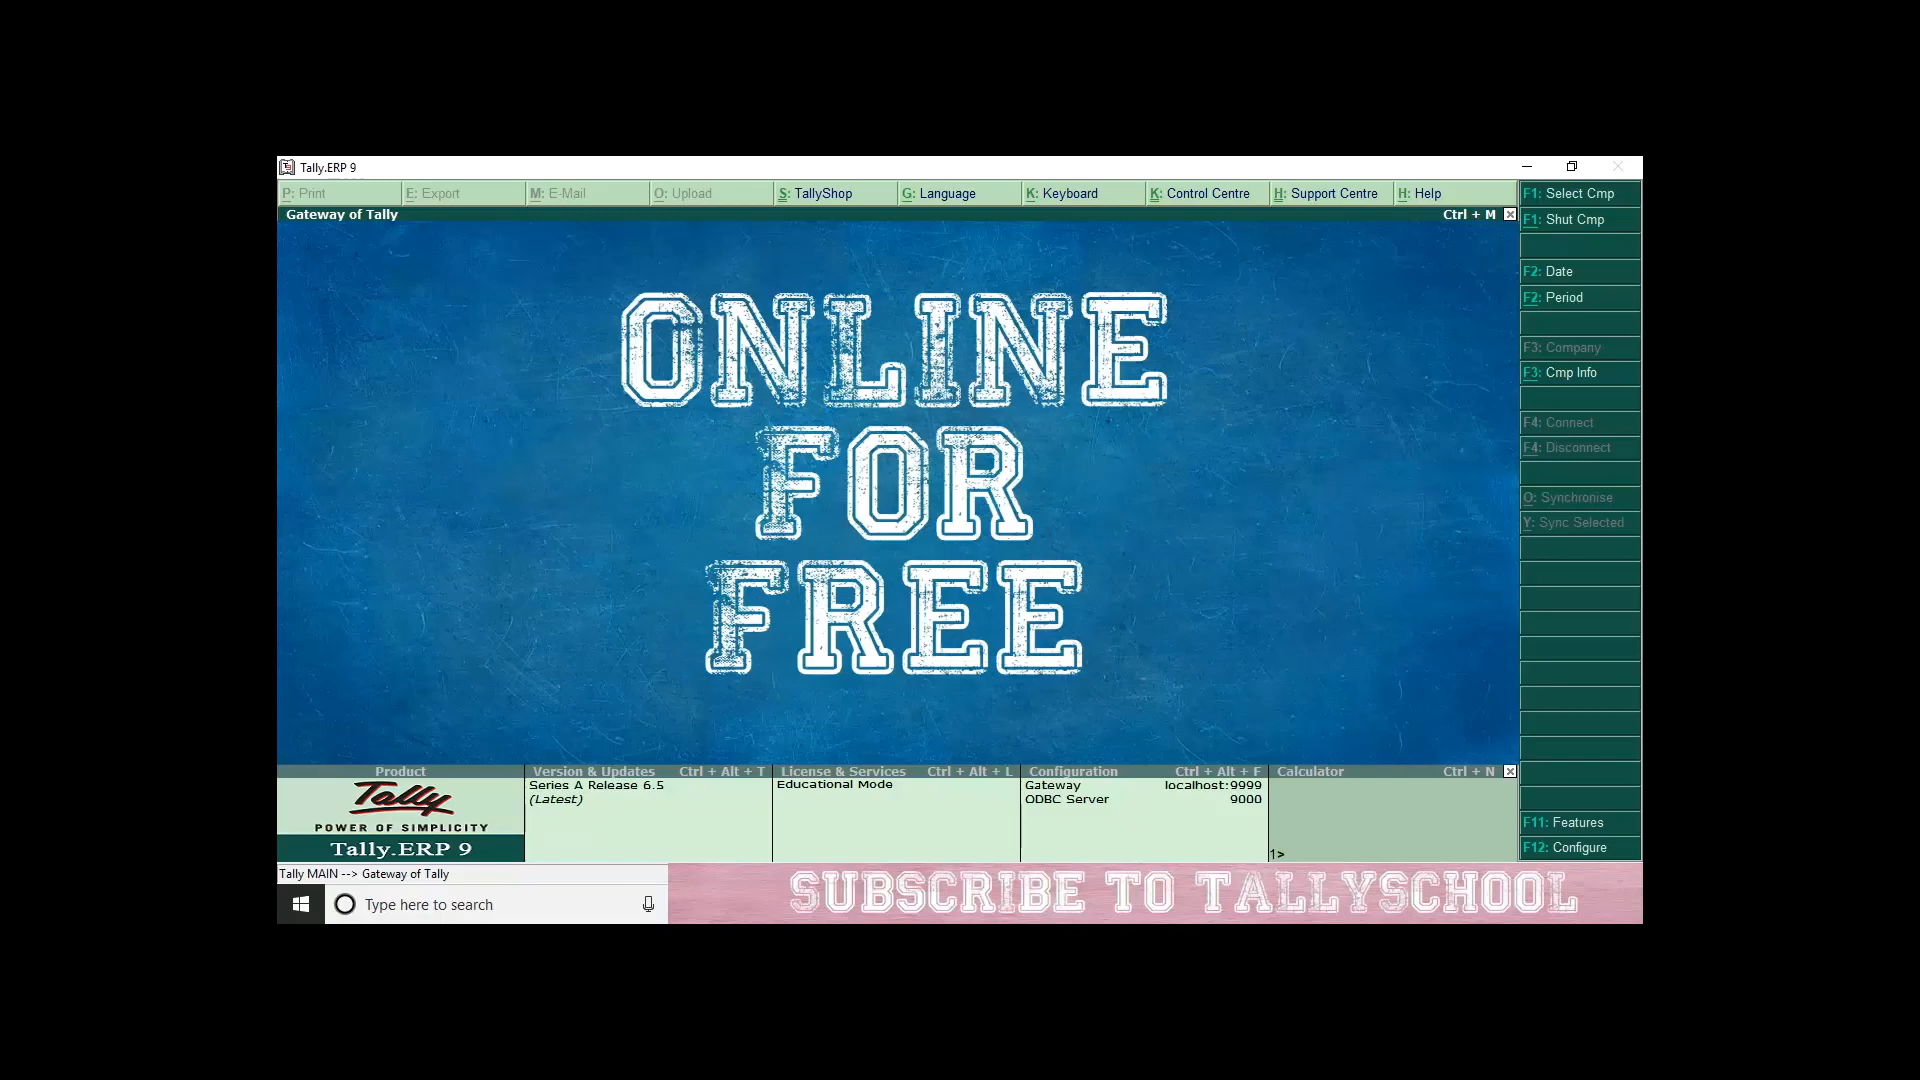 Tally.ERP 9
P: Print E: Export M: E-Mail O: Upload S: TallyShop G: Language K: Keyboard K: Control Centre H: Support Centre H: Help
Gateway of Tally Ctrl + M
F1: Select Cmp
F1: Shut Cmp
F2: Date
F2: Period
F3: Company
F3: Cmp Info
F4: Connect
F4: Disconnect
O: Synchronise
Y: Sync Selected
F11: Features
F12: Configure
ONLINE
FOR
FREE
Product
Tally
POWER OF SIMPLICITY
Tally.ERP 9
Version & Updates Ctrl + Alt + T
Series A Release 6.5
(Latest)
License & Services Ctrl + Alt + L
Educational Mode
Configuration Ctrl + Alt + F
Gateway localhost:9999
ODBC Server 9000
Calculator Ctrl + N
1>
Tally MAIN --> Gateway of Tally
Type here to search
SUBSCRIBE TO TALLYSCHOOL